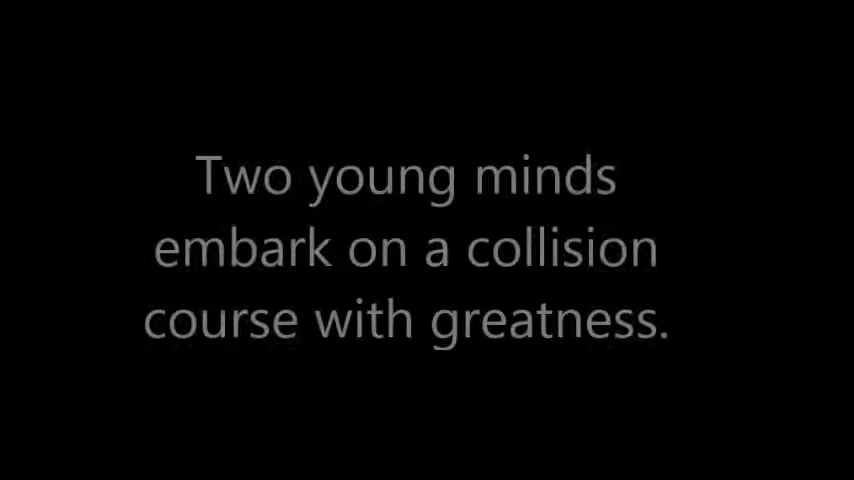 Two young minds
embark on a collision
course with greatness.